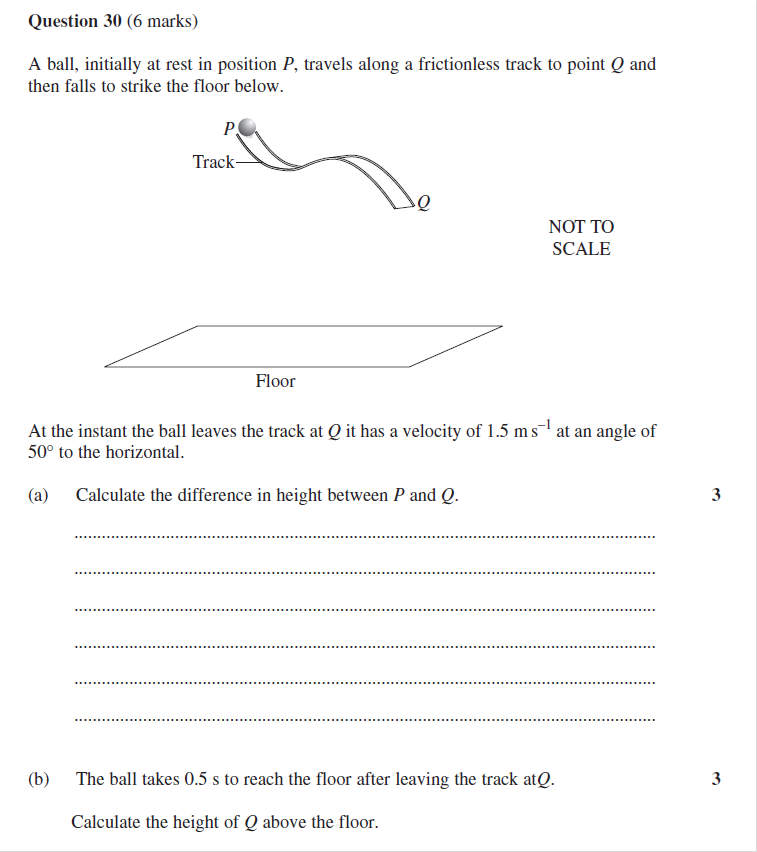 Question 30 (6 marks)
A ball, initially at rest in position P, travels along a frictionless track to point Q and
then falls to strike the floor below.
P
Track
Q
NOT TO
SCALE
Floor
At the instant the ball leaves the track at Q it has a velocity of 1.5 m s⁻¹ at an angle of
50° to the horizontal.
(a) Calculate the difference in height between P and Q. 3
(b) The ball takes 0.5 s to reach the floor after leaving the track atQ. 3
Calculate the height of Q above the floor.